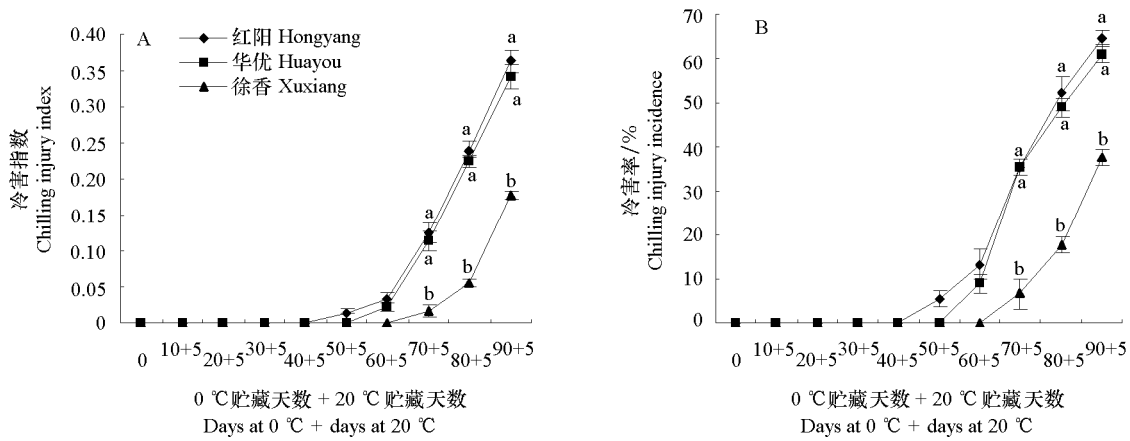 A
红阳 Hongyang
华优 Huayou
徐香 Xuxiang
冷害指数
Chilling injury index
0.40
0.35
0.30
0.25
0.20
0.15
0.10
0.05
0
a
a
a
a
b
a
a
b
b
0 10+5 20+5 30+5 40+5 50+5 60+5 70+5 80+5 90+5
0 ℃贮藏天数 + 20 ℃贮藏天数
Days at 0 ℃ + days at 20 ℃
B
冷害率/%
Chilling injury incidence
70
60
50
40
30
20
10
0
a
a
a
a
b
a
a
b
b
0 10+5 20+5 30+5 40+5 50+5 60+5 70+5 80+5 90+5
0 ℃贮藏天数 + 20 ℃贮藏天数
Days at 0 ℃ + days at 20 ℃